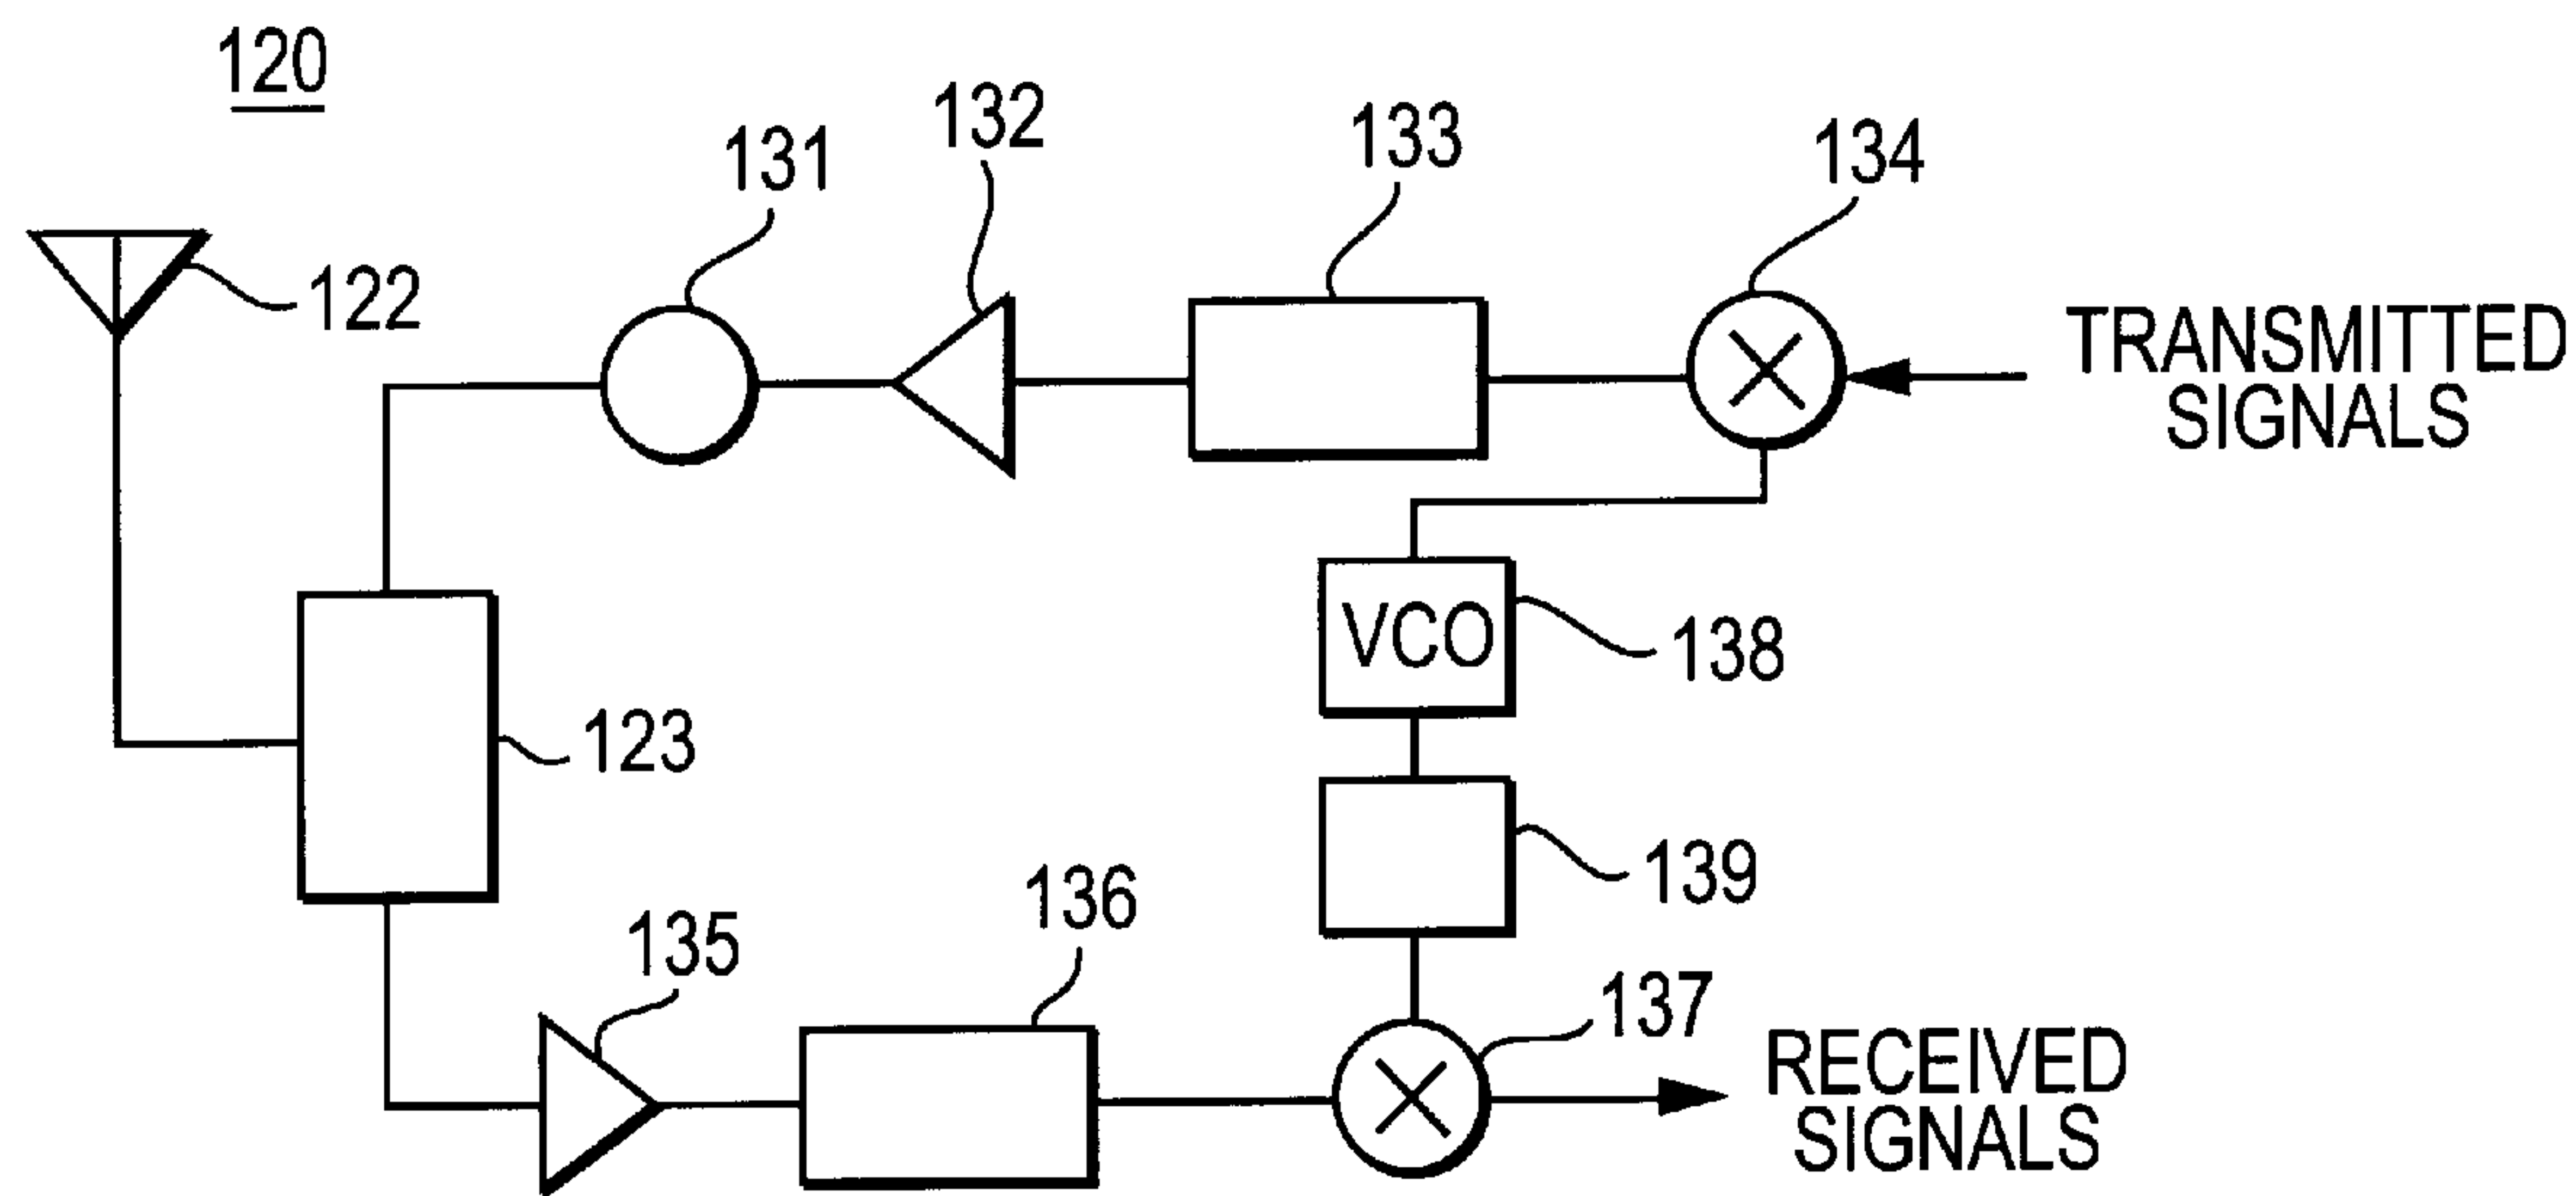 120
132
133
134
131
122
TRANSMITTED
SIGNALS
VCO
138
123
139
136
135
137
RECEIVED
SIGNALS